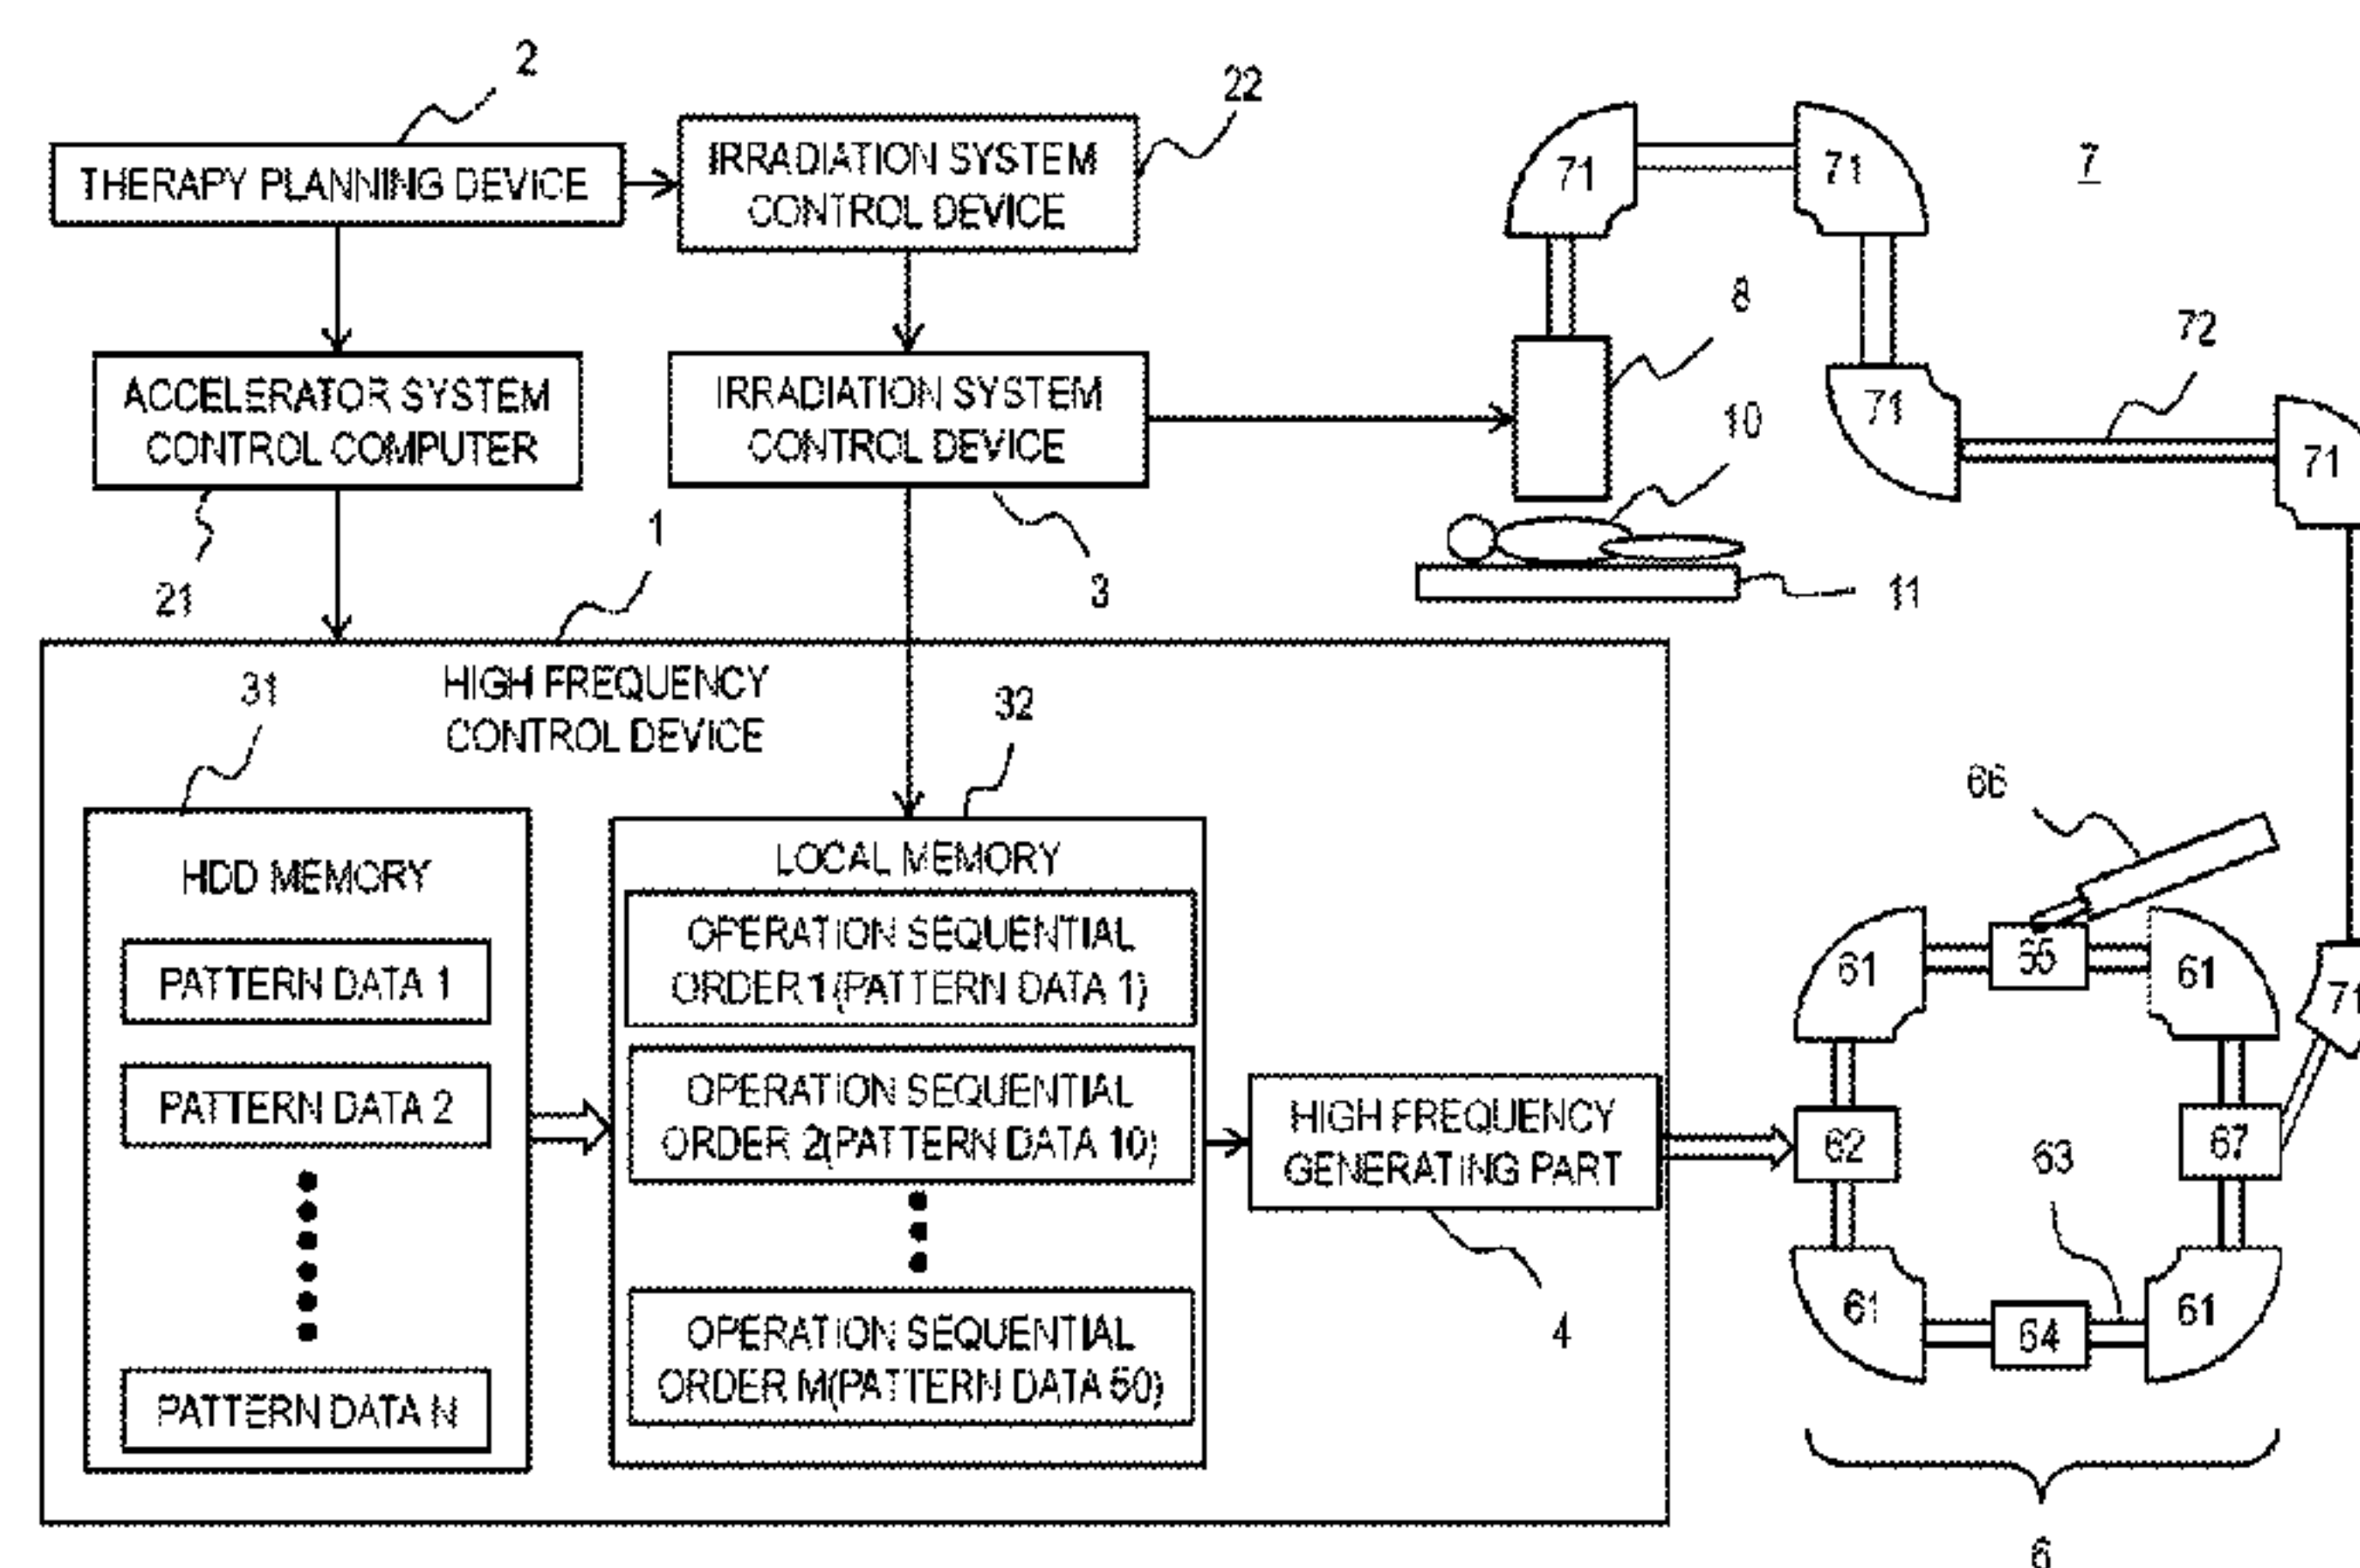 2
22
THERAPY PLANNING DEVICE
IRRADIATION SYSTEM
CONTROL DEVICE
71
71
7
8
72
ACCELERATOR SYSTEM
CONTROL COMPUTER
IRRADIATION SYSTEM
CONTROL DEVICE
71
10
71
21
1
3
11
HIGH FREQUENCY
CONTROL DEVICE
31
32
66
HDD MEMORY
LOCAL MEMORY
PATTERN DATA 1
OPERATION SEQUENTIAL
ORDER 1(PATTERN DATA 1)
61
65
61
71
PATTERN DATA 2
OPERATION SEQUENTIAL
ORDER 2(PATTERN DATA 10)
HIGH FREQUENCY
GENERATING PART
62
63
67
PATTERN DATA N
OPERATION SEQUENTIAL
ORDER M(PATTERN DATA 50)
4
61
64
61
6